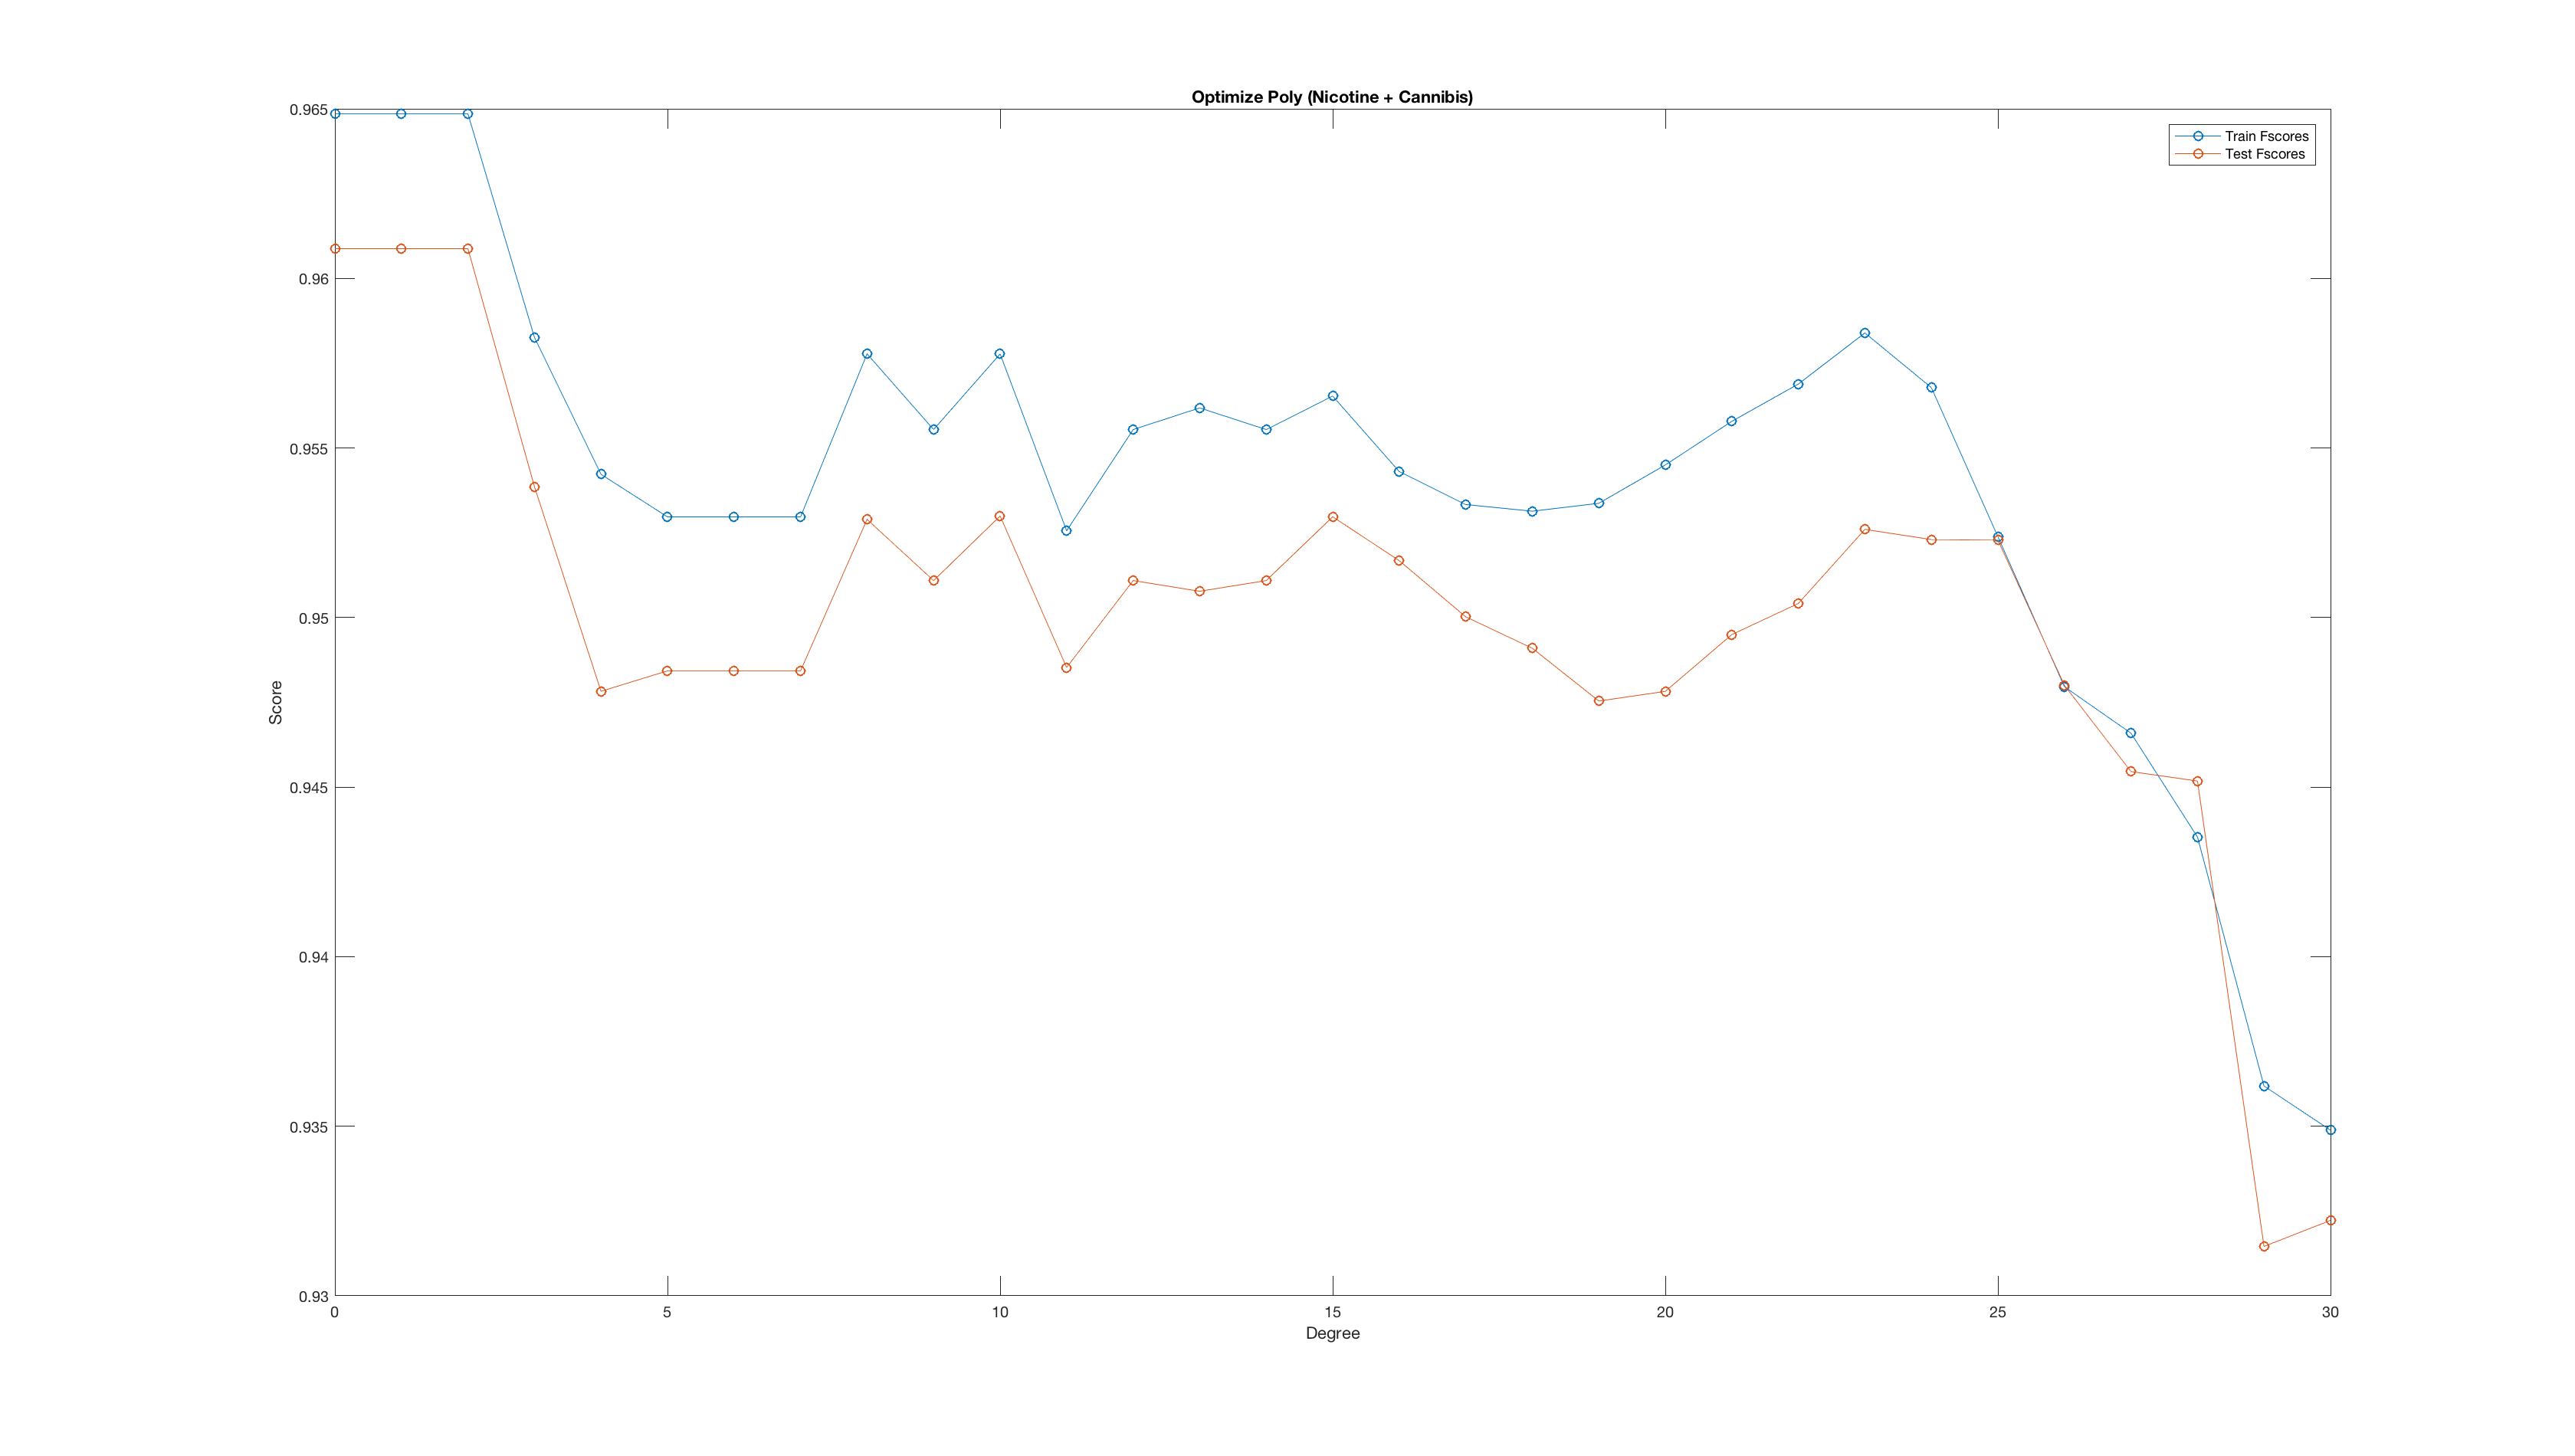 Optimize Poly (Nicotine + Cannibis)
0.965
Train Fscores
Test Fscores
0.96
0.955
0.95
Score
0.945
0.94
0.935
0.93
0 5 10 15 20 25 30
Degree